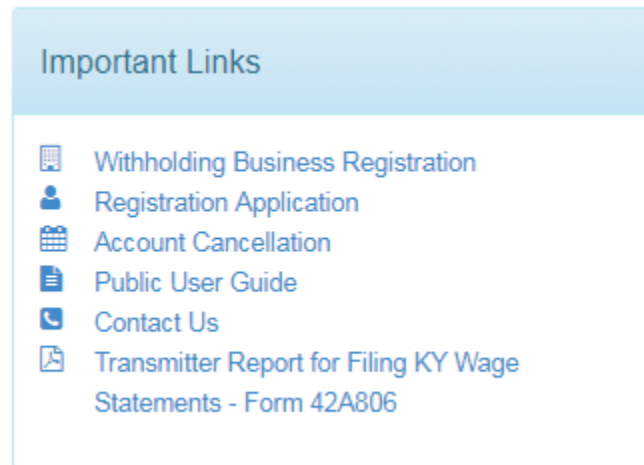 Important Links
Withholding Business Registration
Registration Application
Account Cancellation
Public User Guide
Contact Us
Transmitter Report for Filing KY Wage
Statements - Form 42A806